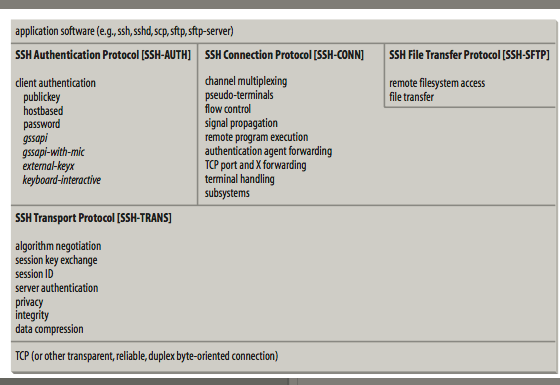 application software (e.g., ssh, sshd, scp, sftp, sftp-server)
SSH Authentication Protocol [SSH-AUTH]
client authentication
publickey
hostbased
password
gssapi
gssapi-with-mic
external-keyx
keyboard-interactive
SSH Connection Protocol [SSH-CONN]
channel multiplexing
pseudo-terminals
flow control
signal propagation
remote program execution
authentication agent forwarding
TCP port and X forwarding
terminal handling
subsystems
SSH File Transfer Protocol [SSH-SFTP]
remote filesystem access
file transfer
SSH Transport Protocol [SSH-TRANS]
algorithm negotiation
session key exchange
session ID
server authentication
privacy
integrity
data compression
TCP (or other transparent, reliable, duplex byte-oriented connection)